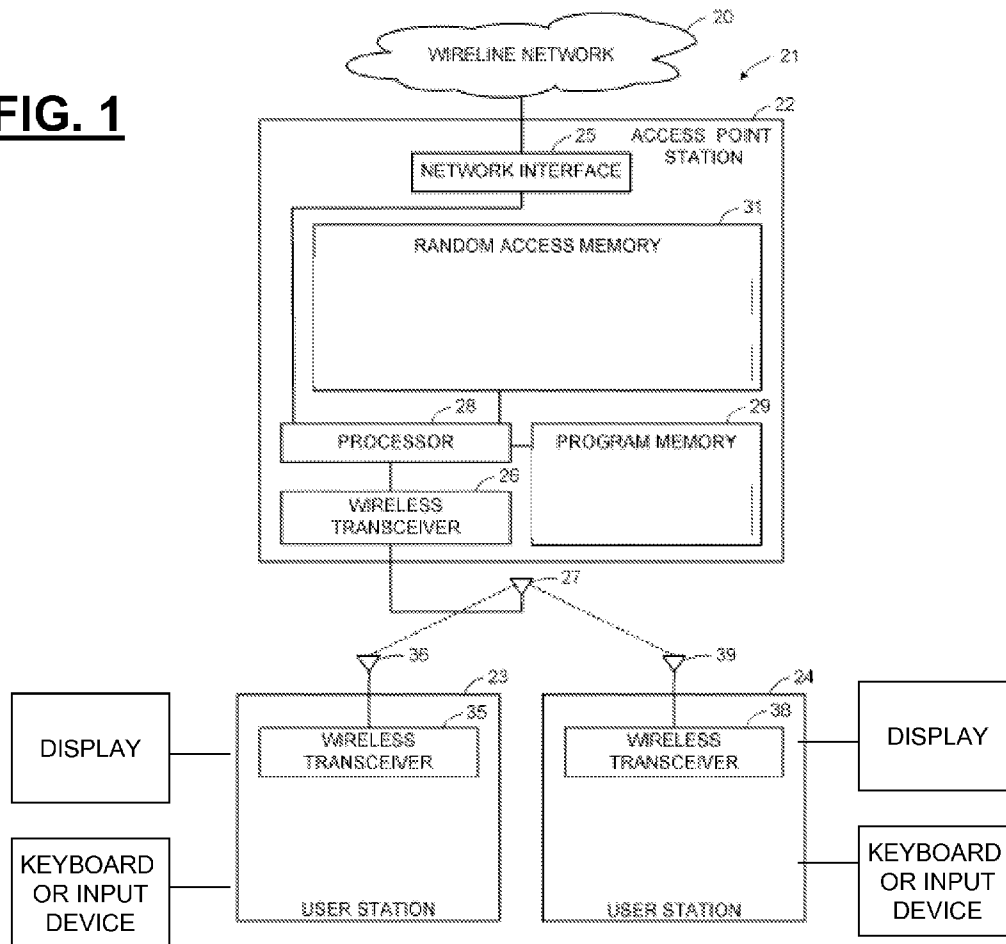 20
WIRELINE NETWORK
21
FIG. 1
22
ACCESS POINT
STATION
25
NETWORK INTERFACE
31
RANDOM ACCESS MEMORY
28
PROCESSOR
29
PROGRAM MEMORY
26
WIRELESS
TRANSCEIVER
27
36
39
23
24
35
WIRELESS
TRANSCEIVER
38
WIRELESS
TRANSCEIVER
DISPLAY
DISPLAY
KEYBOARD
OR INPUT
DEVICE
KEYBOARD
OR INPUT
DEVICE
USER STATION
USER STATION